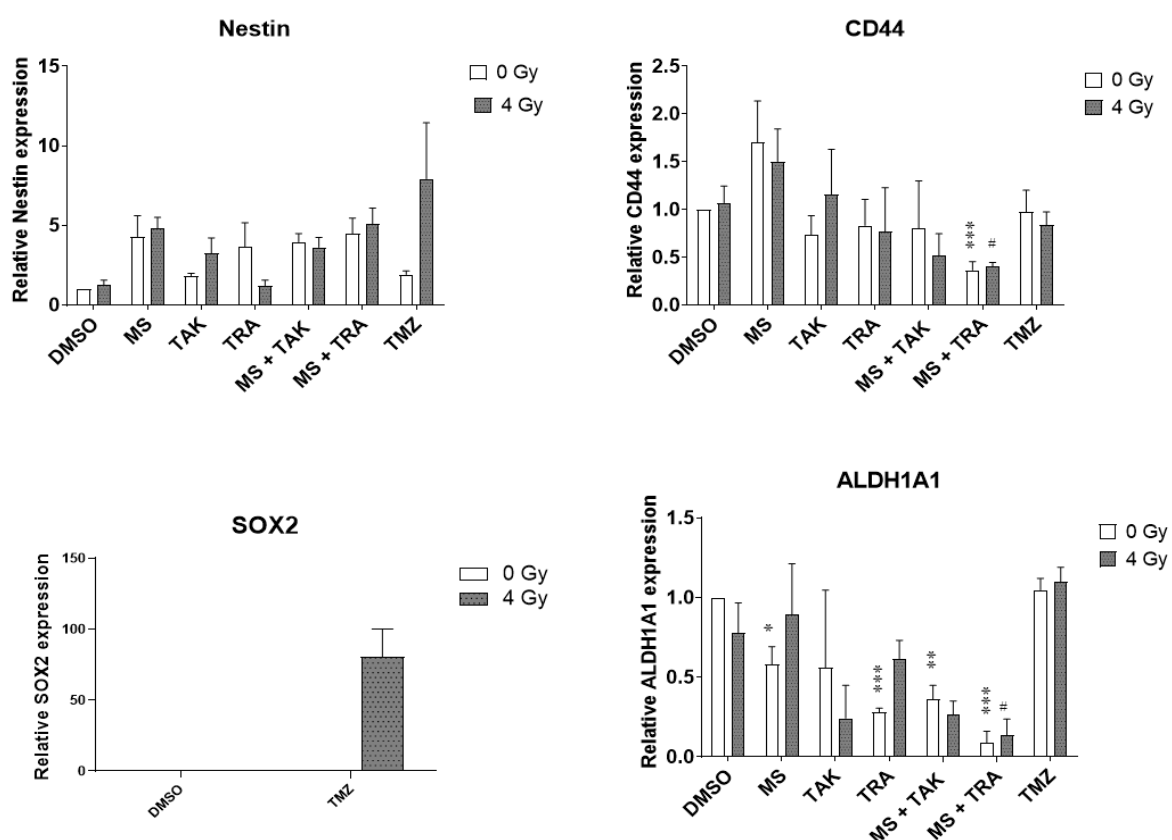 Nestin
Relative Nestin expression
15
10
5
0
0 Gy
4 Gy
DMSO
MS
TAK
TRA
MS + TAK
MS + TRA
TMZ
CD44
Relative CD44 expression
2.5
2.0
1.5
1.0
0.5
0.0
***
#
0 Gy
4 Gy
DMSO
MS
TAK
TRA
MS + TAK
MS + TRA
TMZ
SOX2
Relative SOX2 expression
150
100
50
0
0 Gy
4 Gy
DMSO
TMZ
ALDH1A1
Relative ALDH1A1 expression
1.5
1.0
0.5
0.0
*
***
**
***
#
0 Gy
4 Gy
DMSO
MS
TAK
TRA
MS + TAK
MS + TRA
TMZ